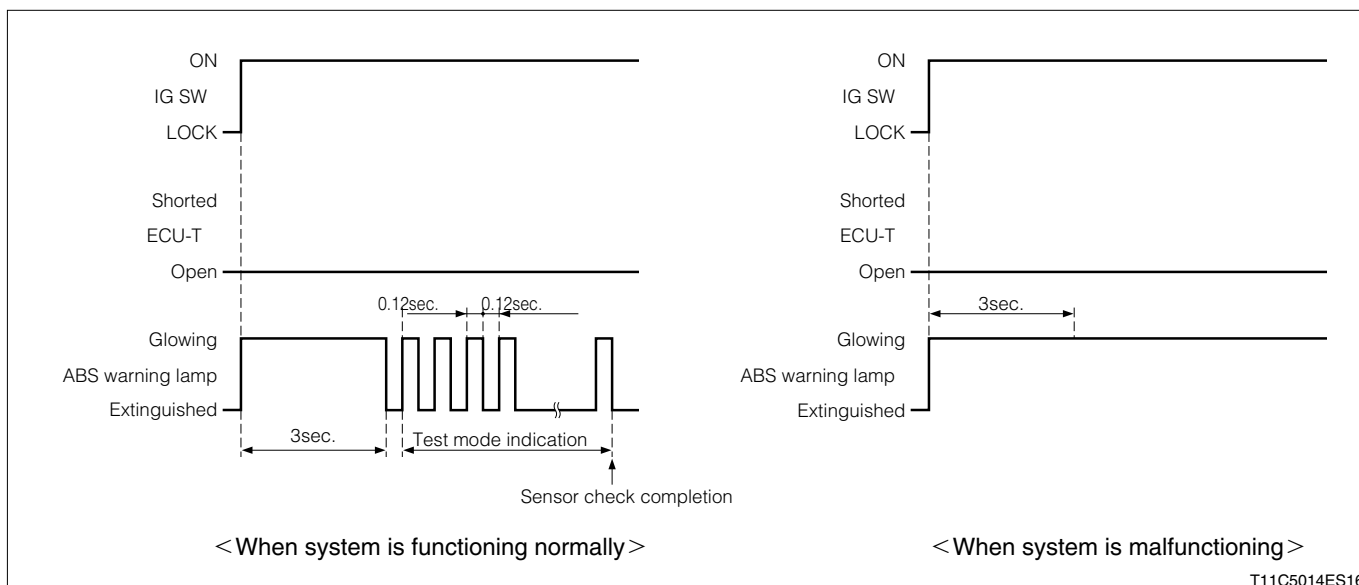 ON
IG SW
LOCK
Shorted
ECU-T
Open
0.12sec. 0.12sec.
Glowing
ABS warning lamp
Extinguished
3sec. Test mode indication
Sensor check completion
<When system is functioning normally>
ON
IG SW
LOCK
Shorted
ECU-T
Open
3sec.
Glowing
ABS warning lamp
Extinguished
<When system is malfunctioning>
T11C5014ES16